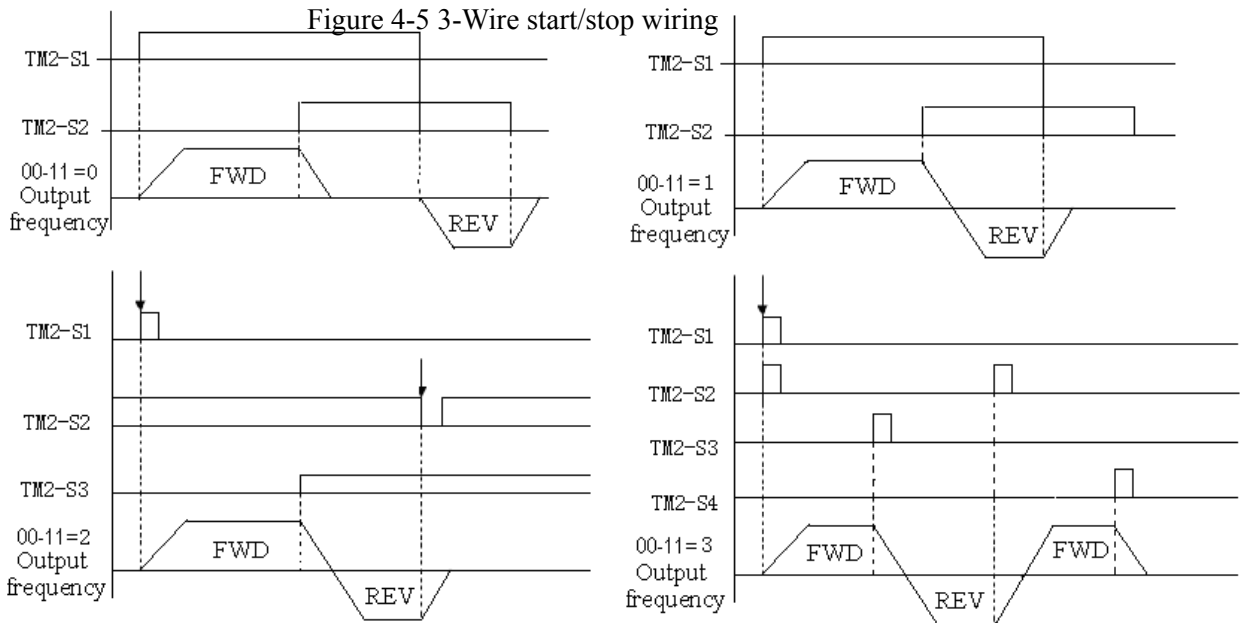 Figure 4-5 3-Wire start/stop wiring
TM2-S1
TM2-S2
00-11=0
Output
frequency
FWD
REV
TM2-S1
TM2-S2
00-11=1
Output
frequency
FWD
REV
TM2-S1
TM2-S2
TM2-S3
00-11=2
Output
frequency
FWD
REV
TM2-S1
TM2-S2
TM2-S3
TM2-S4
00-11=3
Output
frequency
FWD
REV
FWD